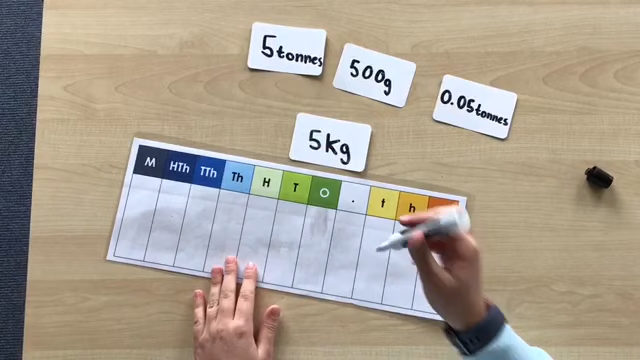 5tonnes
500g
0.05tonnes
5Kg
M HTh TTh Th H T O . t h